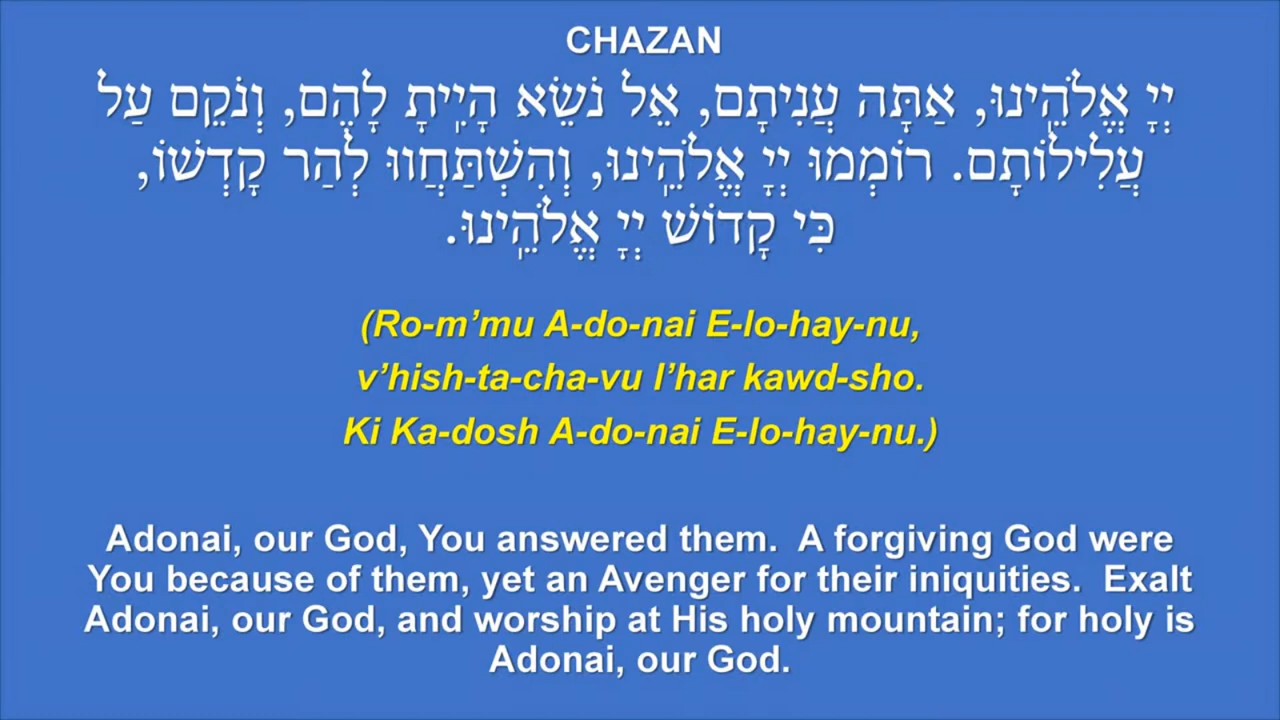 CHAZAN
יְיָ אֱלֹהֵֽינוּ, אַתָּה עֲנִיתָם, אֵל נֹשֵׂא הָיִֽיתָ לָהֶם, וְנֹקֵם עַל
עֲלִילוֹתָם. רוֹמְמוּ יְיָ אֱלֹהֵֽינוּ, וְהִשְׁתַּחֲווּ לְהַר קָדְשׁוֹ,
כִּי קָדוֹשׁ יְיָ אֱלֹהֵֽינוּ.
(Ro-m’mu A-do-nai E-lo-hay-nu,
v’hish-ta-cha-vu l’har kawd-sho.
Ki Ka-dosh A-do-nai E-lo-hay-nu.)
Adonai, our God, You answered them.  A forgiving God were
You because of them, yet an Avenger for their iniquities.  Exalt
Adonai, our God, and worship at His holy mountain; for holy is
Adonai, our God.